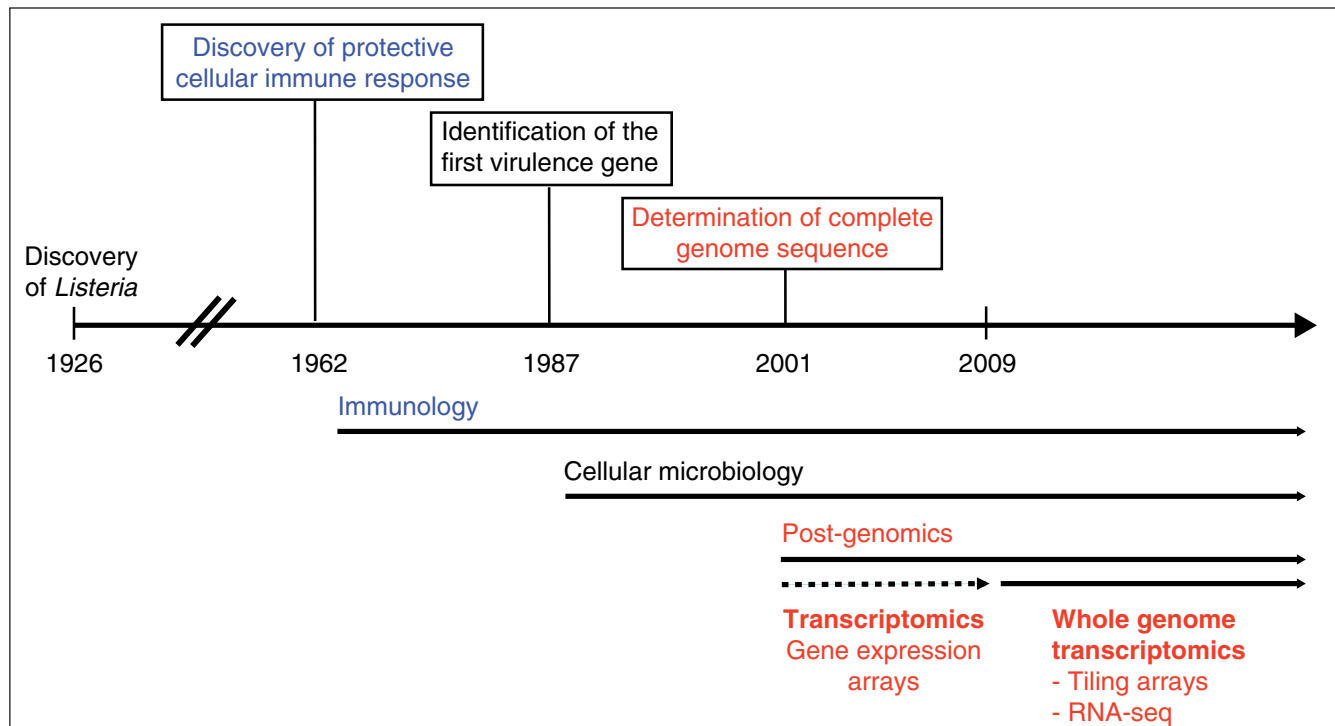 Discovery of protective
cellular immune response
Identification of the
first virulence gene
Determination of complete
genome sequence
Discovery
of Listeria
1926
1962
1987
2001
2009
Immunology
Cellular microbiology
Post-genomics
Transcriptomics
Gene expression
arrays
Whole genome
transcriptomics
- Tiling arrays
- RNA-seq